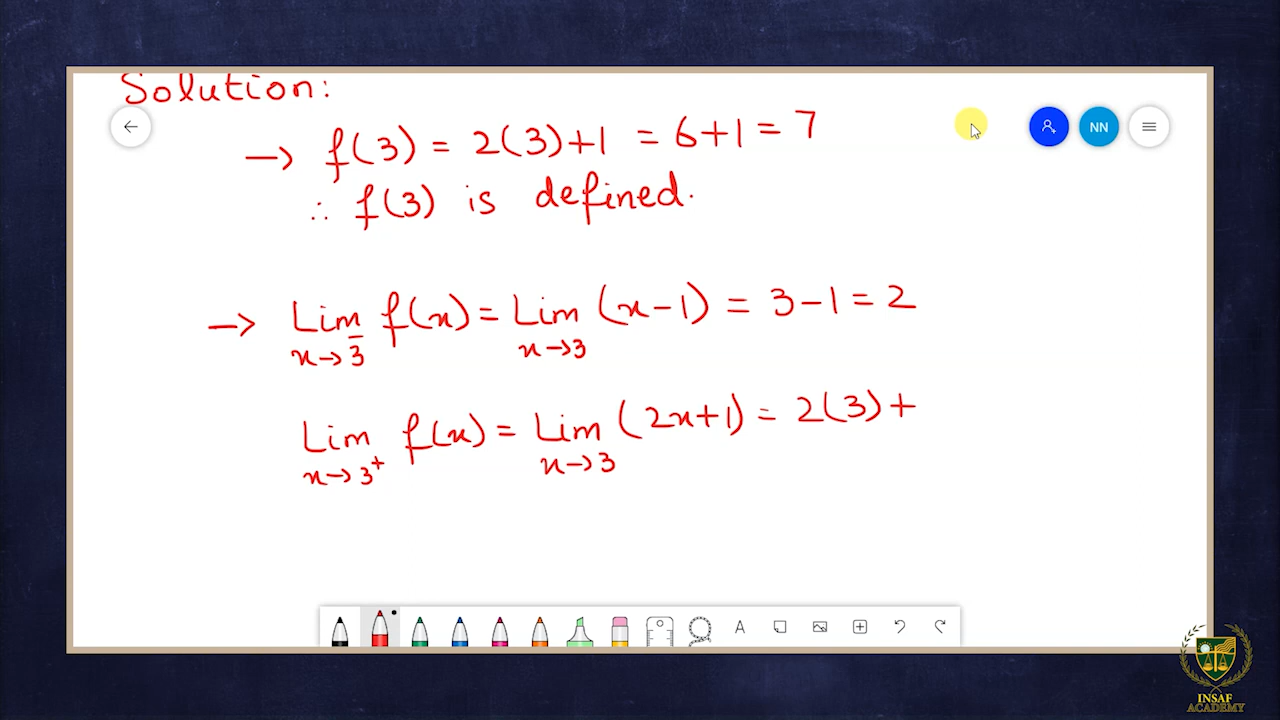 Solution:
→ f(3) = 2(3)+1 = 6+1 = 7
∴ f(3) is defined.
NN
→ Lim x→3⁻ f(x) = Lim x→3 (x-1) = 3-1 = 2
Lim x→3⁺ f(x) = Lim x→3 (2x+1) = 2(3)+
A
INSAF
ACADEMY